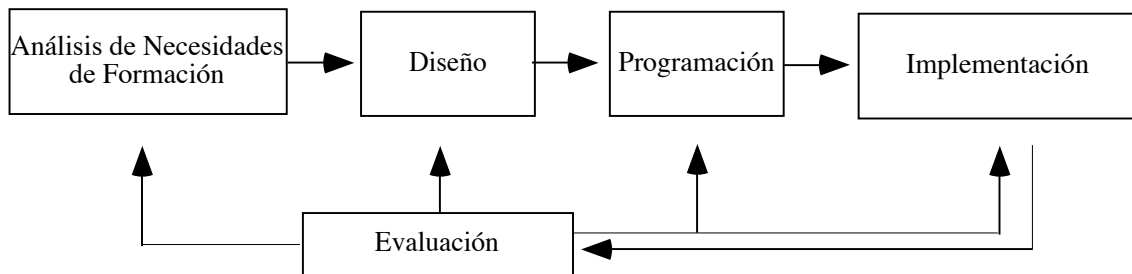 Análisis de Necesidades
de Formación
Diseño
Programación
Implementación
Evaluación